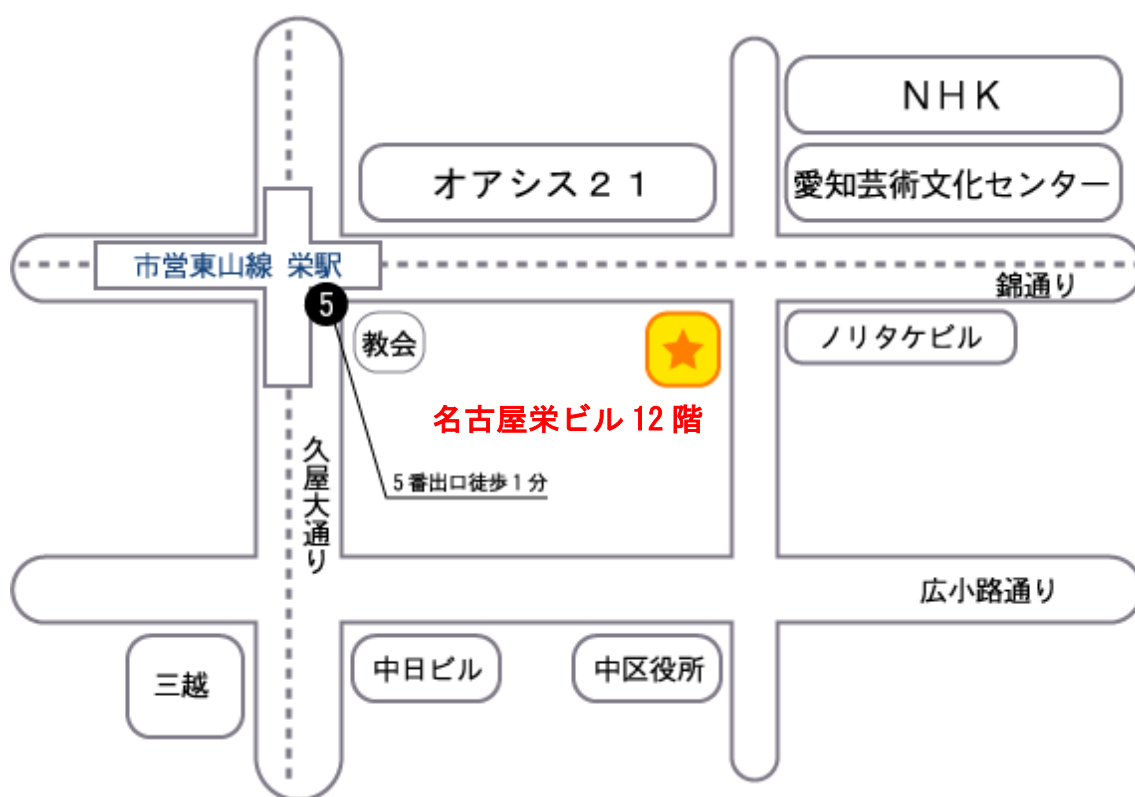 NHK
オアシス２１
愛知芸術文化センター
市営東山線 栄駅
錦通り
5
教会
ノリタケビル
名古屋栄ビル 12 階
久屋大通り
5番出口徒歩1分
広小路通り
三越
中日ビル
中区役所